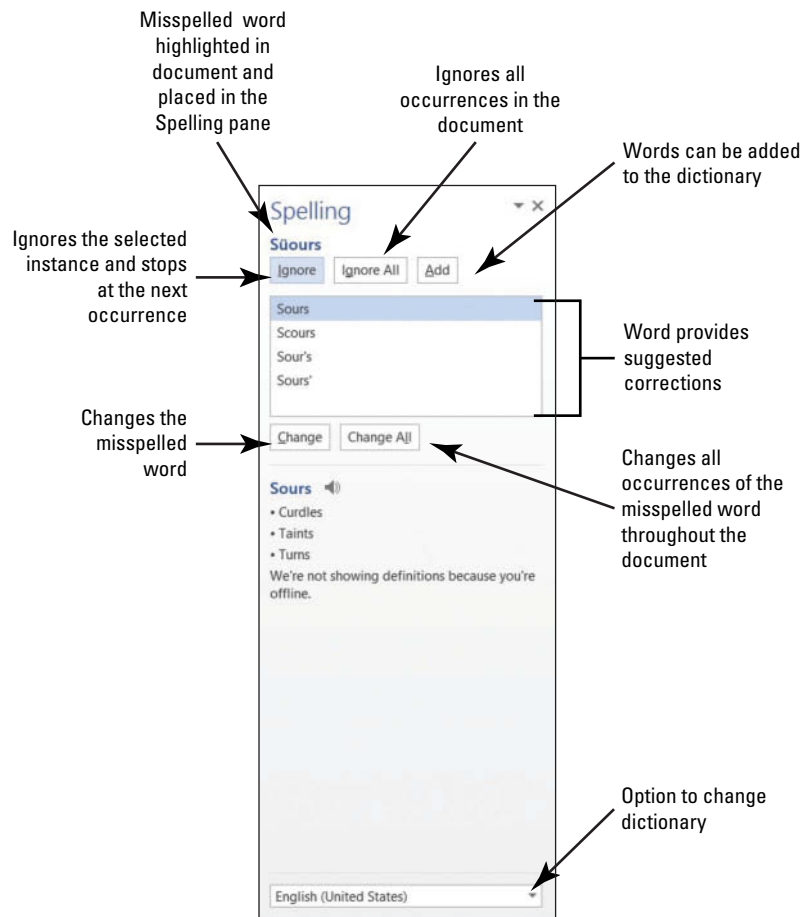 Misspelled word
highlighted in
document and
placed in the
Spelling pane
Ignores all
occurrences in the
document
Words can be added
to the dictionary
Ignores the selected
instance and stops
at the next
occurrence
Spelling
Süours
Ignore
Ignore All
Add
Sours
Scours
Sour's
Sours'
Word provides
suggested
corrections
Changes the
misspelled
word
Change
Change All
Changes all
occurrences of the
misspelled word
throughout the
document
Sours
• Curdles
• Taints
• Turns
We're not showing definitions because you're
offline.
Option to change
dictionary
English (United States)